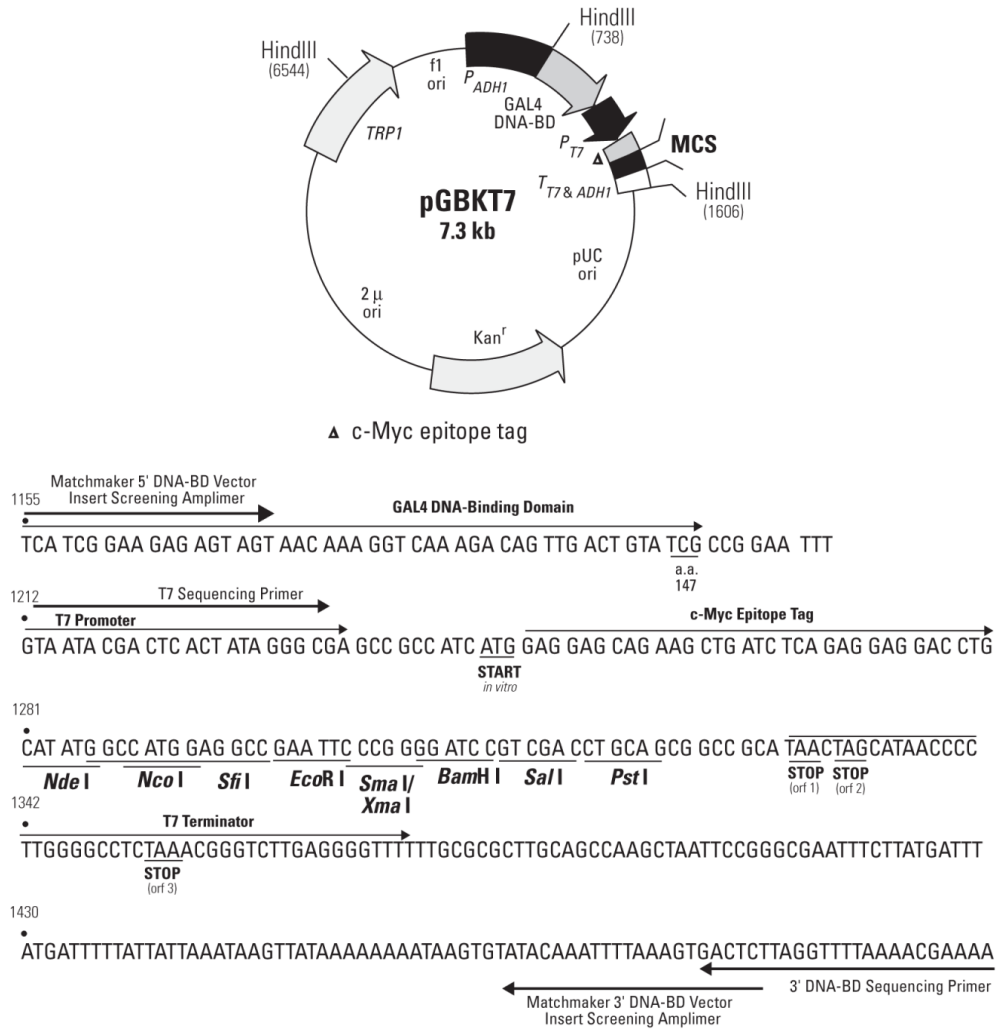 HindIII
(6544)
f1
ori
P ADH1
HindIII
(738)
GAL4
DNA-BD
TRP1
P T7
MCS
T T7 & ADH1
HindIII
(1606)
pGBKT7
7.3 kb
pUC
ori
2 μ
ori
Kan r
Δ c-Myc epitope tag
Matchmaker 5' DNA-BD Vector
Insert Screening Amplimer
1155
GAL4 DNA-Binding Domain
TCA TCG GAA GAG AGT AGT AAC AAA GGT CAA AGA CAG TTG ACT GTA TCG CCG GAA TTT
a.a.
147
1212
T7 Sequencing Primer
T7 Promoter
c-Myc Epitope Tag
GTA ATA CGA CTC ACT ATA GGG CGA GCC GCC ATC ATG GAG GAG CAG AAG CTG ATC TCA GAG GAG GAC CTG
START
in vitro
1281
CAT ATG GCC ATG GAG GCC GAA TTC CCG GGG ATC CGT CGA CCT GCA GCG GCC GCA TAACTAGCATAACCCC
Nde I Nco I Sfi I EcoR I Sma I/ BamH I Sal I Pst I
Xma I
STOP STOP
(orf 1) (orf 2)
1342
T7 Terminator
TTGGGGCCTCTAAACGGGTCTTGAGGGGTTTTTTGCGCGCTTGCAGCCAAGCTAATTCCGGGCGAATTTCTTATGATTT
STOP
(orf 3)
1430
ATGATTTTTATTATTAAATAAGTTATAAAAAAAATAAGTGTATACAAATTTTAAAGTGACTCTTAGGTTTTAAAACGAAAA
3' DNA-BD Sequencing Primer
Matchmaker 3' DNA-BD Vector
Insert Screening Amplimer